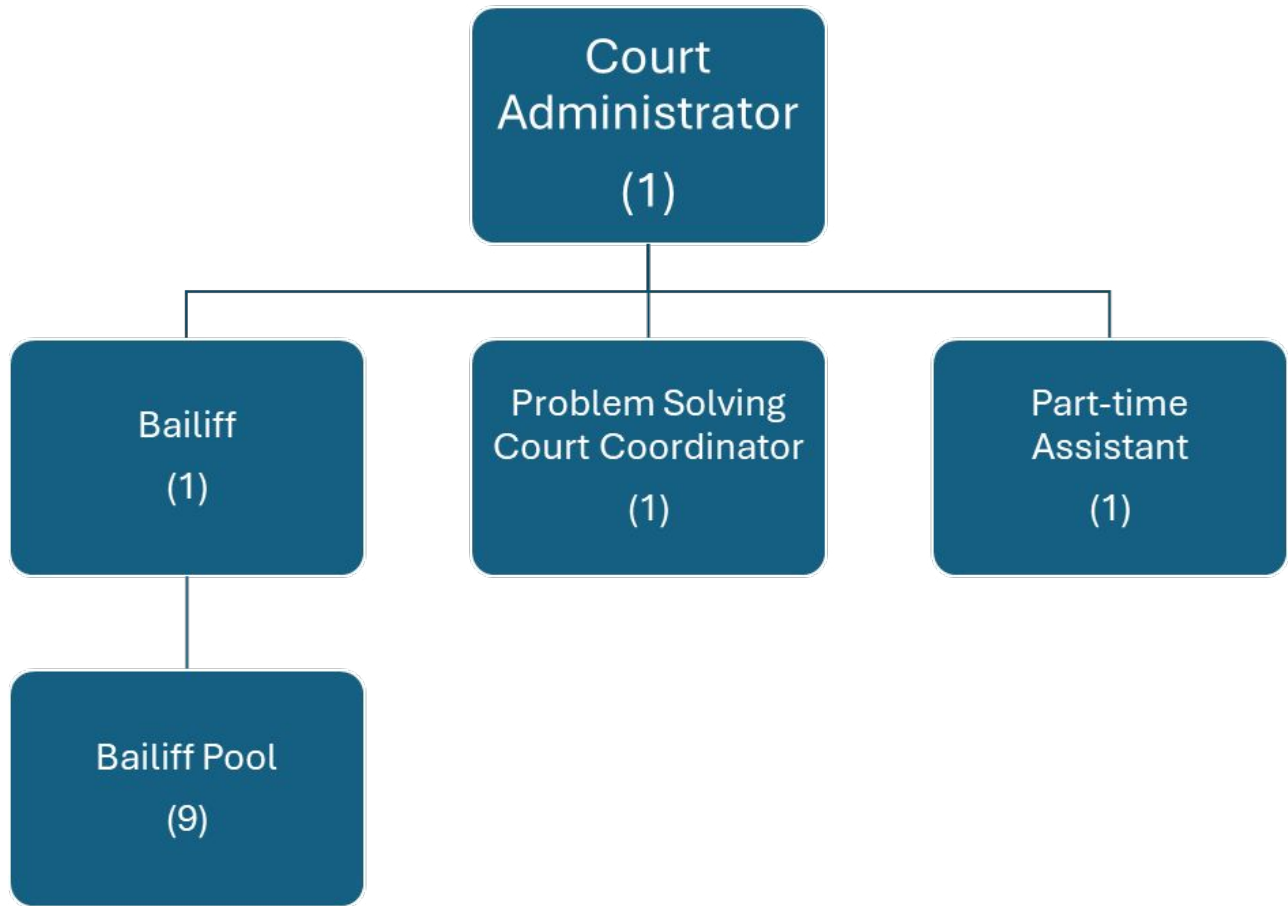 Court
Administrator
(1)
Bailiff
(1)
Problem Solving
Court Coordinator
(1)
Part-time
Assistant
(1)
Bailiff Pool
(9)